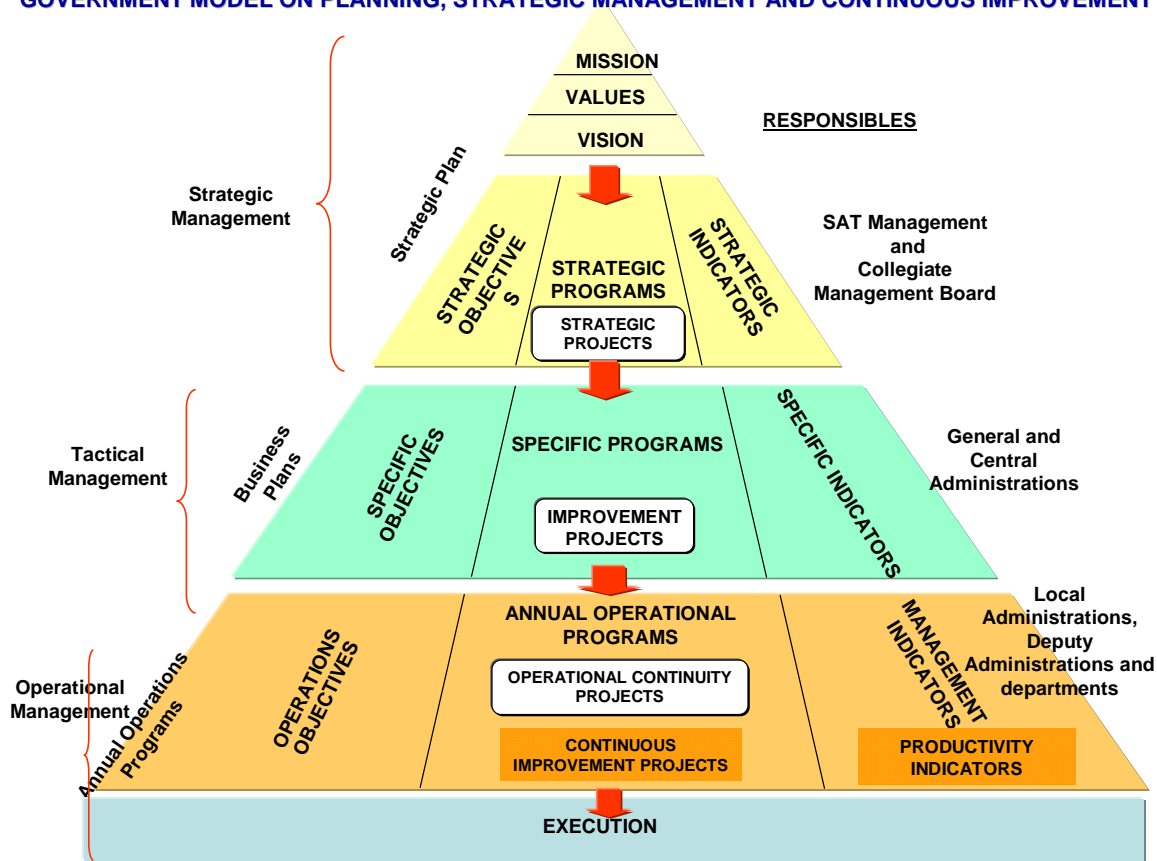 GOVERNMENT MODEL ON PLANNING, STRATEGIC MANAGEMENT AND CONTINUOUS IMPROVEMENT
MISSION
VALUES
VISION
RESPONSIBLES
Strategic
Management
Strategic Plan
STRATEGIC
OBJECTIVE
S
STRATEGIC
PROGRAMS
STRATEGIC
PROJECTS
STRATEGIC
INDICATORS
SAT Management
and
Collegiate
Management Board
Tactical
Management
Business
Plans
SPECIFIC
OBJECTIVES
SPECIFIC PROGRAMS
IMPROVEMENT
PROJECTS
SPECIFIC INDICATORS
General and
Central
Administrations
Operational
Management
Annual Operations
Programs
OPERATIONS
OBJECTIVES
ANNUAL OPERATIONAL
PROGRAMS
OPERATIONAL CONTINUITY
PROJECTS
CONTINUOUS
IMPROVEMENT PROJECTS
MANAGEMENT
INDICATORS
PRODUCTIVITY
INDICATORS
Local
Administrations,
Deputy
Administrations and
departments
EXECUTION